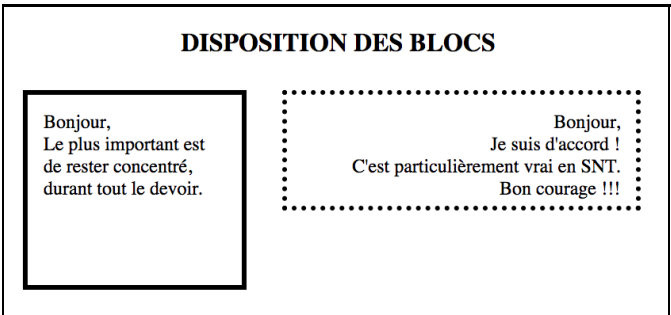 DISPOSITION DES BLOCS
Bonjour,
Le plus important est
de rester concentré,
durant tout le devoir.
Bonjour,
Je suis d'accord !
C'est particulièrement vrai en SNT.
Bon courage !!!